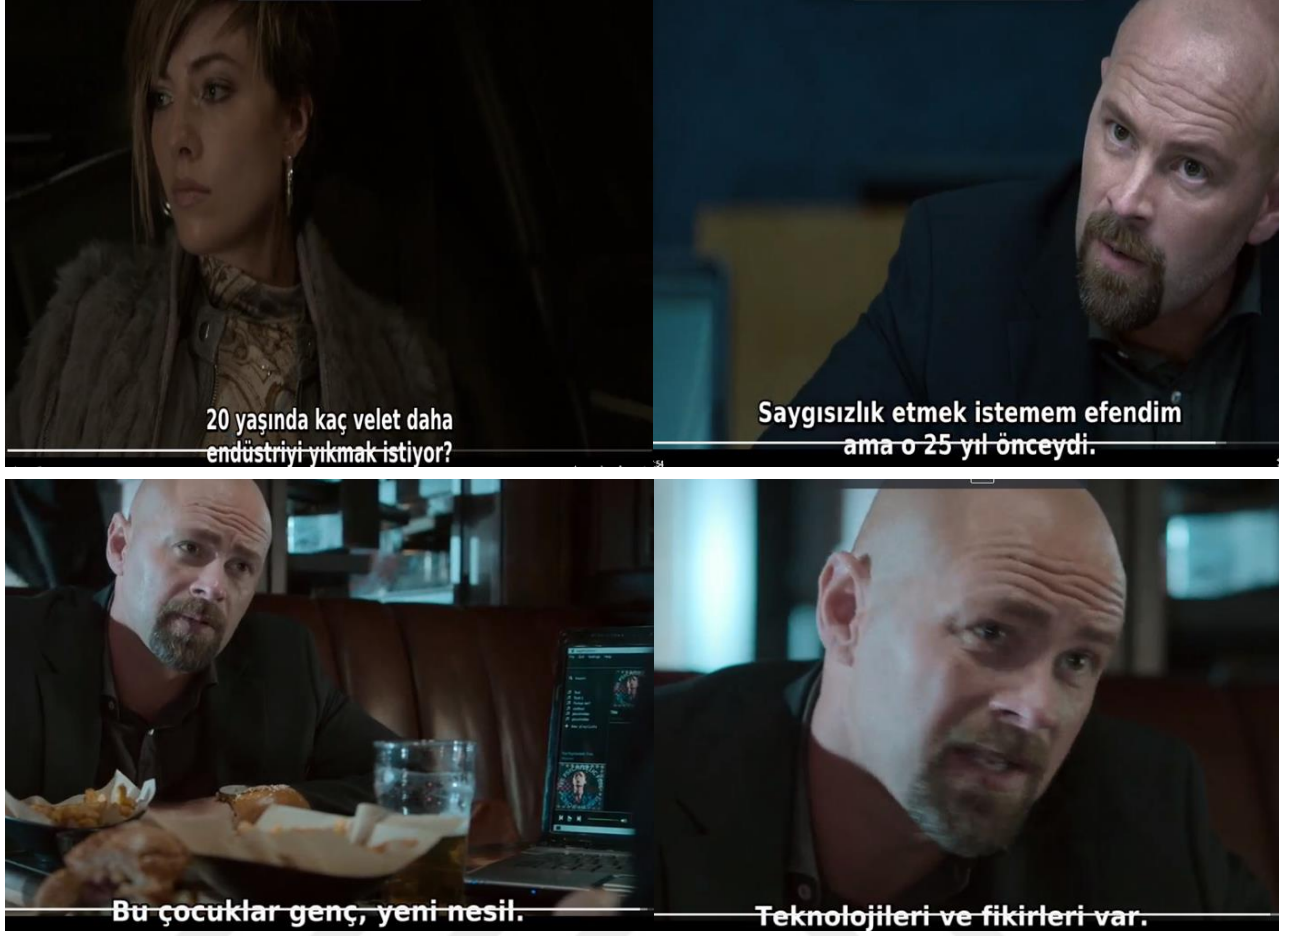 20 yaşında kaç velet daha
endüstriyi yıkmak istiyor?
Saygısızlık etmek istemem efendim
ama o 25 yıl önceydi.
Bu çocuklar genç, yeni nesil.
Teknolojileri ve fikirleri var.